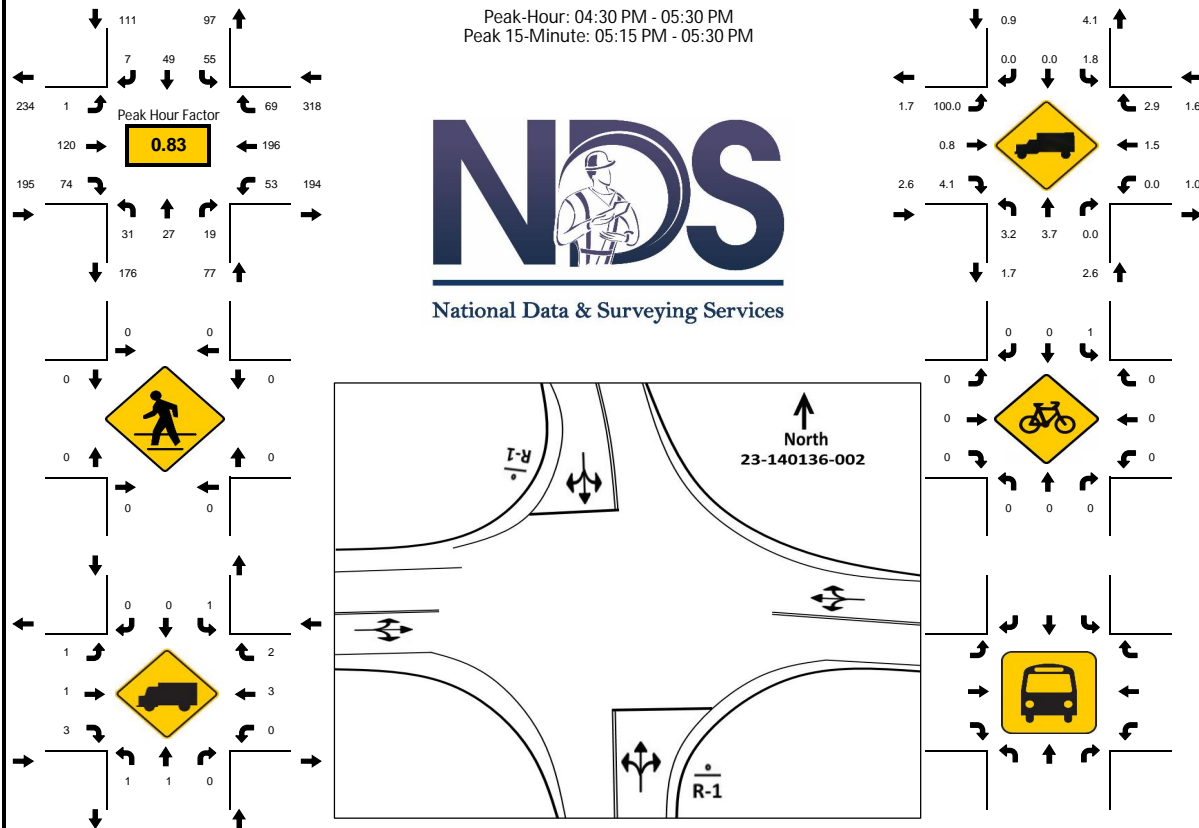 Peak-Hour: 04:30 PM - 05:30 PM
Peak 15-Minute: 05:15 PM - 05:30 PM
111 97
7 49 55
234 1 69 318
Peak Hour Factor
120 0.83 196
195 74 53 194
31 27 19
176 77
0.9 4.1
0.0 0.0 1.8
1.7 100.0 2.9 1.6
0.8 1.5
2.6 4.1 0.0 1.0
3.2 3.7 0.0
1.7 2.6
NDS
National Data & Surveying Services
0 0
0 0
0 0
0 0
0 0 1
0 0
0 0
0 0
0 0 0
North
23-140136-002
R-1
R-1
0 0 1
1 2
1 3
3 0
1 1 0